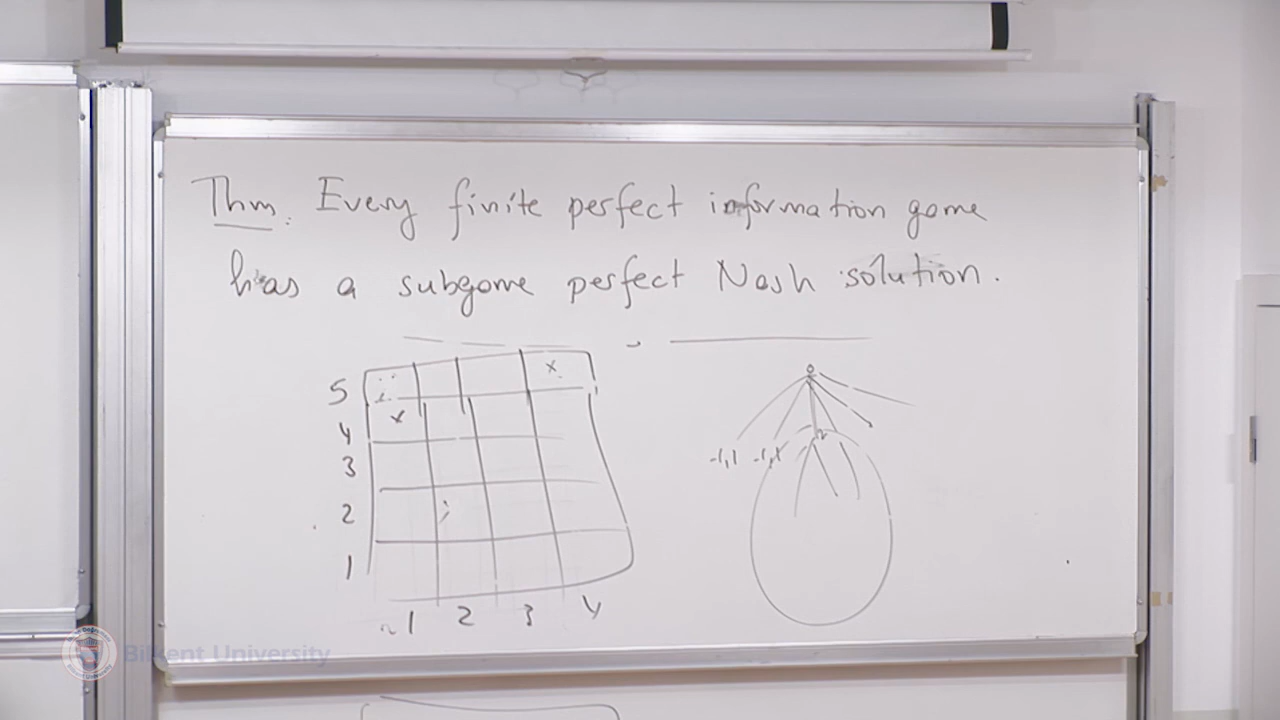 Thm. Every finite perfect information game
has a subgame perfect Nash solution.
5
x
x
4
3
2
1
1 2 3 4
2
-1,1 -1,1
Bilkent University